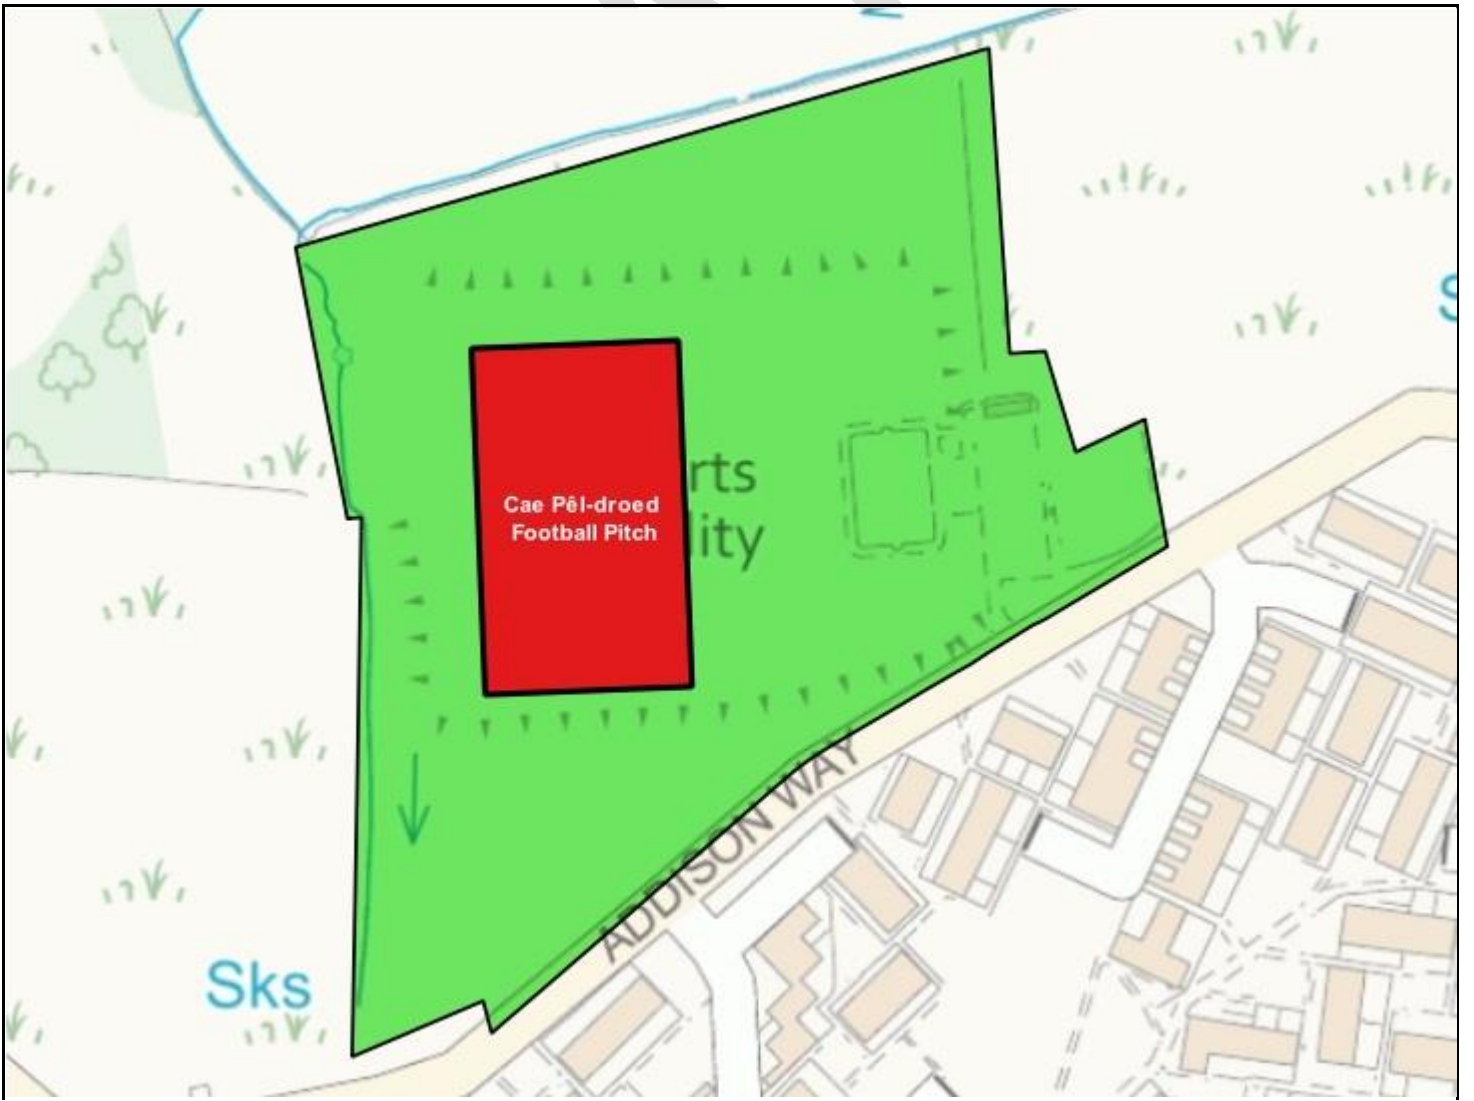 Cae Pêl-droed
Football Pitch
rts
lity
ADDISON WAY
Sks
S